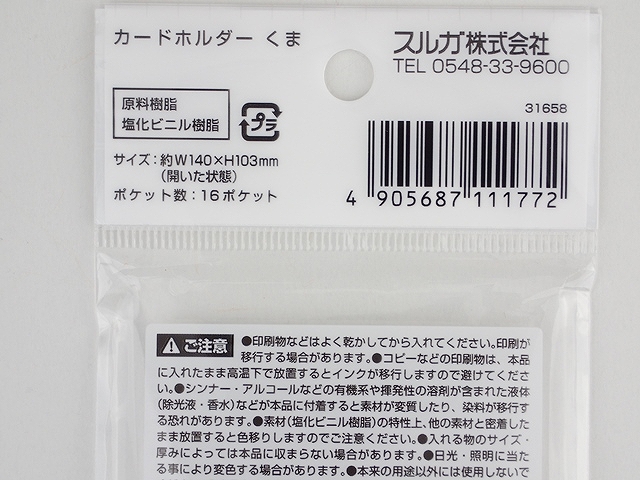 カードホルダー くま
スルガ株式会社
TEL 0548-33-9600
原料樹脂
塩化ビニル樹脂
プラ
サイズ：約W140×H103mm
（開いた状態）
ポケット数：16ポケット
31658
4 905687 111772
ご注意
●印刷物などはよく乾かしてから入れてください。印刷が
移行する場合があります。●コピーなどの印刷物は、本品
に入れたまま高温下で放置するとインクが移行しますので避けてくださ
い。●シンナー・アルコールなどの有機系や揮発性の溶剤が含まれた液体
（除光液・香水）などが本品に付着すると素材が変質したり、染料が移行す
る恐れがあります。●素材（塩化ビニル樹脂）の特性上、他の素材と密着した
まま放置すると色移りしますのでご注意ください。●入れる物のサイズ・
厚みによっては本品に収まらない場合があります。●日光・照明に当た
る事により変色する場合があります。●本来の用途以外には使用しないで